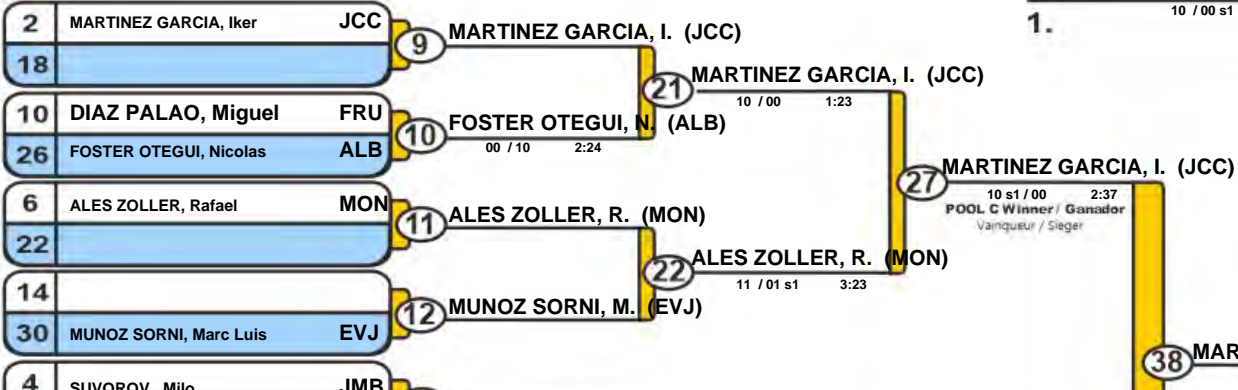 2 MARTINEZ GARCIA, Iker JCC
18
9
MARTINEZ GARCIA, I. (JCC)
10 / 00 s1
1.
21
MARTINEZ GARCIA, I. (JCC)
10 / 00 1:23
10 DIAZ PALAO, Miguel FRU
26 FOSTER OTEGUI, Nicolas ALB
10
FOSTER OTEGUI, N. (ALB)
00 / 10 2:24
27
MARTINEZ GARCIA, I. (JCC)
10 s1 / 00 2:37
POOL C Winner / Ganador
Vainqueur / Sieger
6 ALES ZOLLER, Rafael MON
22
11
ALES ZOLLER, R. (MON)
22
ALES ZOLLER, R. (MON)
11 / 01 s1 3:23
14
30 MUNOZ SORNI, Marc Luis EVJ
12
MUNOZ SORNI, M. (EVJ)
38
MAR
4 SUVOROV, Milo JMB